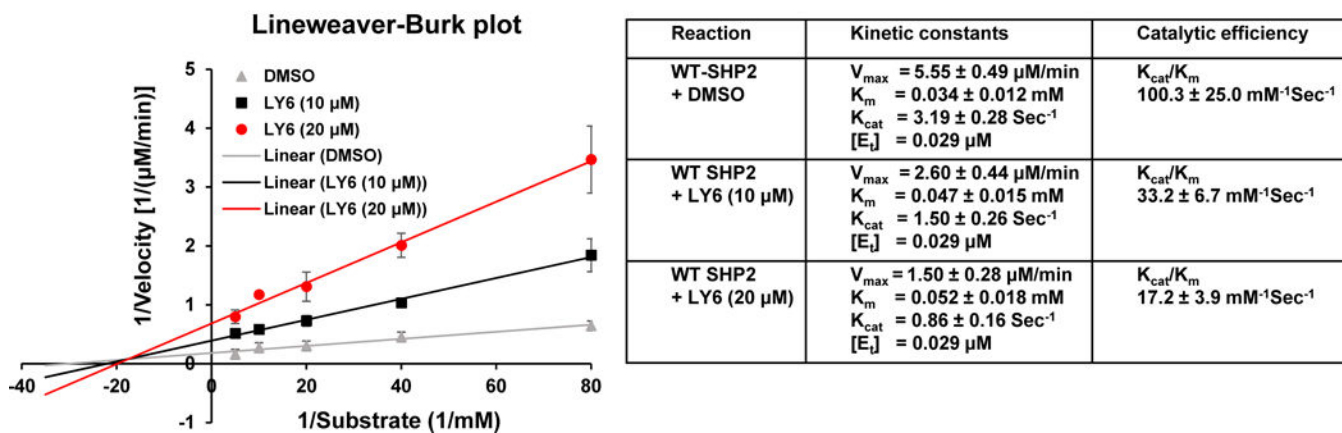 Lineweaver-Burk plot
1/Velocity [1/(µM/min)]
5
4
3
2
1
0
-1
DMSO
LY6 (10 µM)
LY6 (20 µM)
Linear (DMSO)
Linear (LY6 (10 µM))
Linear (LY6 (20 µM))
-40 -20 0 20 40 60 80
1/Substrate (1/mM)
Reaction Kinetic constants Catalytic efficiency
WT-SHP2 Vmax = 5.55 ± 0.49 µM/min Kcat/Km
+ DMSO Km = 0.034 ± 0.012 mM 100.3 ± 25.0 mM⁻¹Sec⁻¹
Kcat = 3.19 ± 0.28 Sec⁻¹
[Et] = 0.029 µM
WT SHP2 Vmax = 2.60 ± 0.44 µM/min Kcat/Km
+ LY6 (10 µM) Km = 0.047 ± 0.015 mM 33.2 ± 6.7 mM⁻¹Sec⁻¹
Kcat = 1.50 ± 0.26 Sec⁻¹
[Et] = 0.029 µM
WT SHP2 Vmax = 1.50 ± 0.28 µM/min Kcat/Km
+ LY6 (20 µM) Km = 0.052 ± 0.018 mM 17.2 ± 3.9 mM⁻¹Sec⁻¹
Kcat = 0.86 ± 0.16 Sec⁻¹
[Et] = 0.029 µM